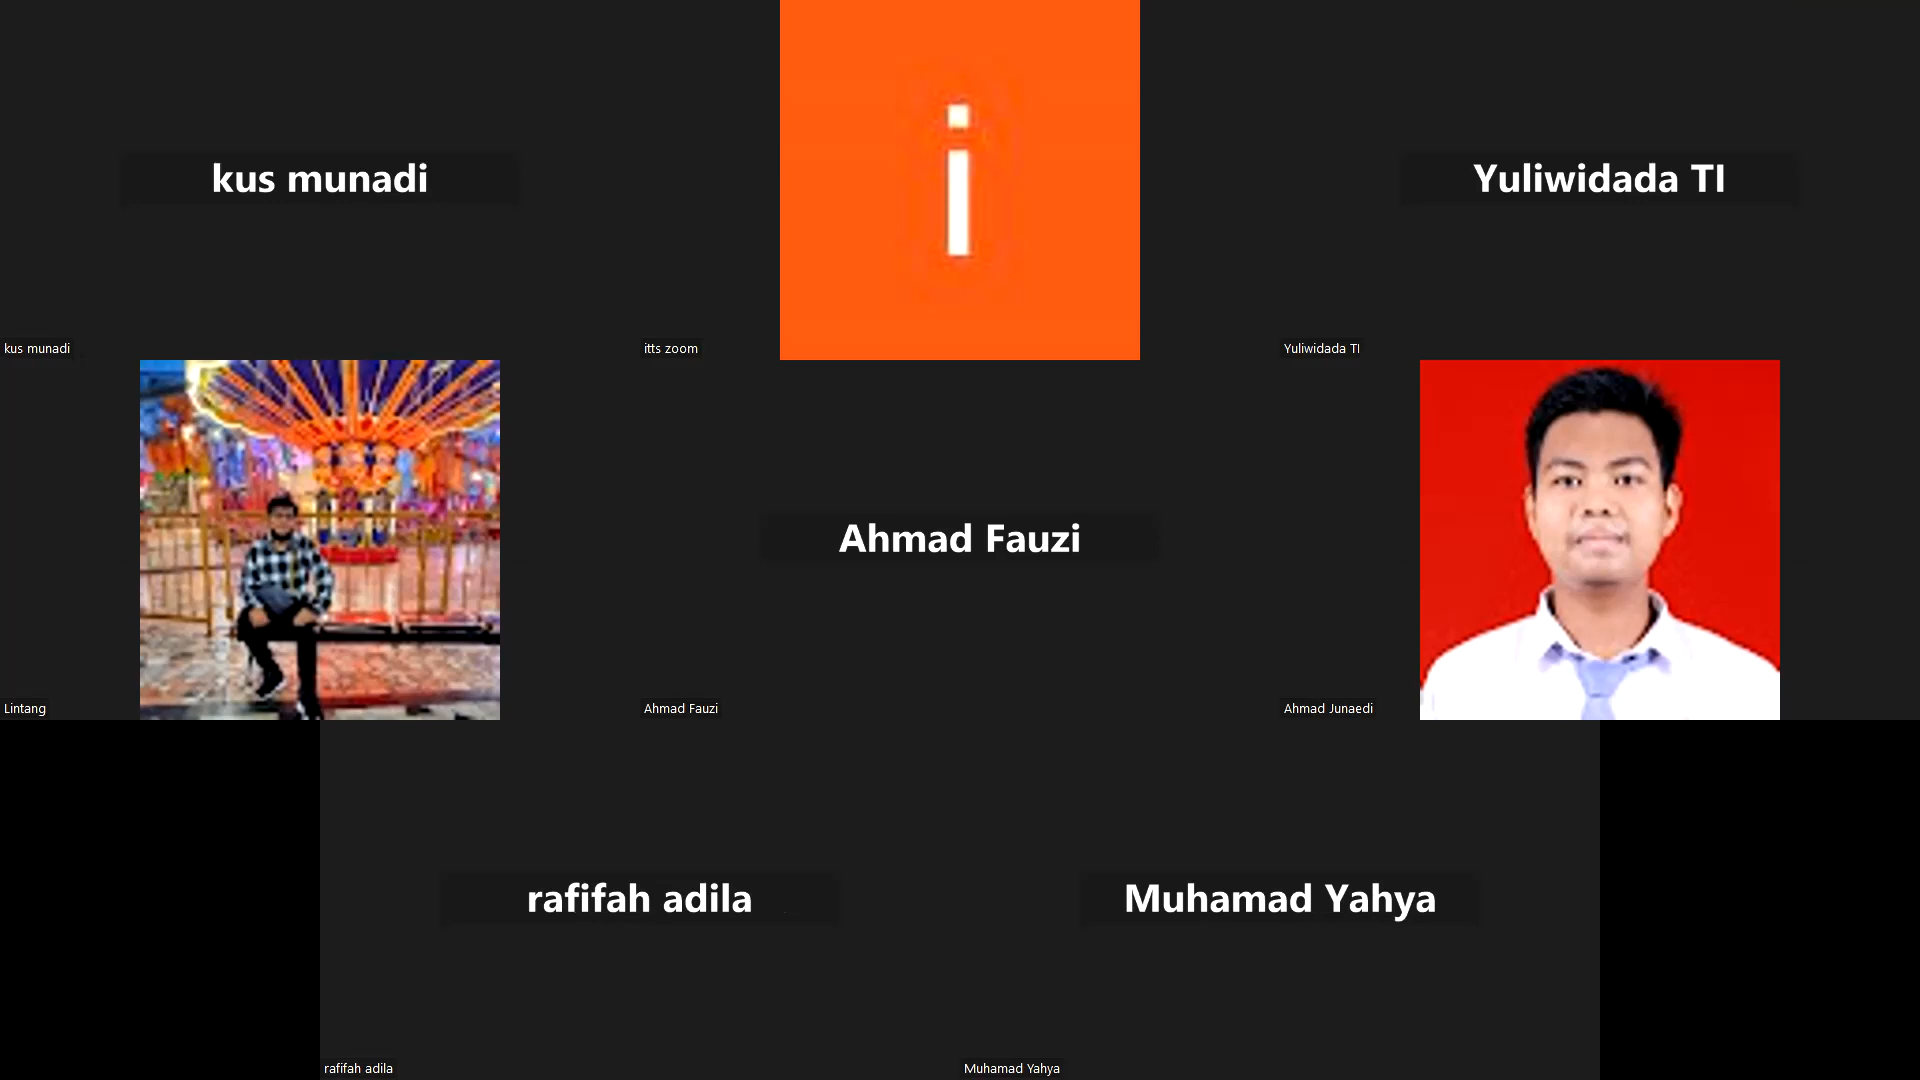 kus munadi
i
Yuliwidada TI
kus munadi
itts zoom
Yuliwidada TI
Ahmad Fauzi
Lintang
Ahmad Fauzi
Ahmad Junaedi
rafifah adila
Muhamad Yahya
rafifah adila
Muhamad Yahya